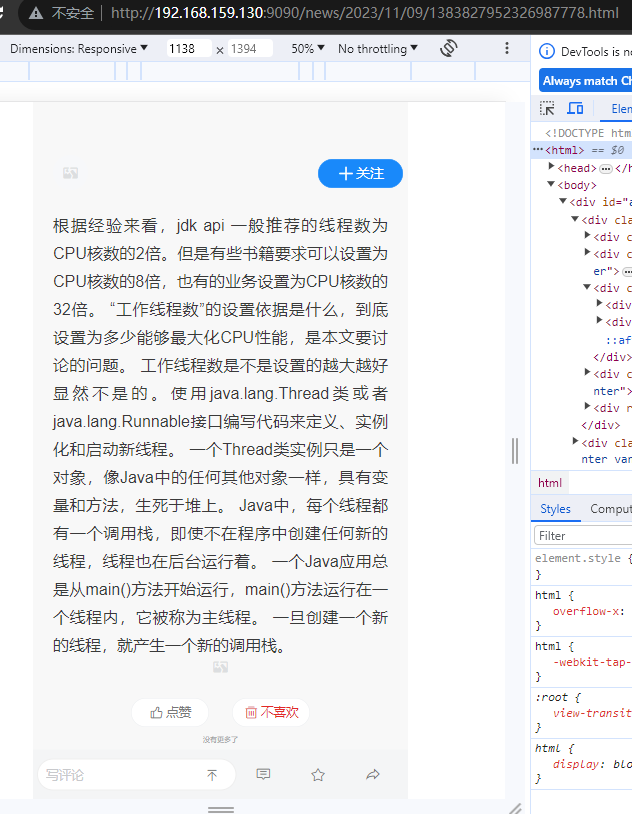 不安全 | http://192.168.159.130:9090/news/2023/11/09/1383827952326987778.html
Dimensions: Responsive 1138 × 1394 50% No throttling
DevTools is no
Always match Ch
Elem
关注
根据经验来看，jdk api 一般推荐的线程数为
CPU核数的2倍。但是有些书籍要求可以设置为
CPU核数的8倍，也有的业务设置为CPU核数的
32倍。 “工作线程数”的设置依据是什么，到底
设置为多少能够最大化CPU性能，是本文要讨
论的问题。 工作线程数是不是设置的越大越好
显然不是的。使用java.lang.Thread类或者
java.lang.Runnable接口编写代码来定义、实例
化和启动新线程。 一个Thread类实例只是一个
对象，像Java中的任何其他对象一样，具有变
量和方法，生死于堆上。 Java中，每个线程都
有一个调用栈，即使不在程序中创建任何新的
线程，线程也在后台运行着。 一个Java应用总
是从main()方法开始运行，main()方法运行在一
个线程内，它被称为主线程。 一旦创建一个新
的线程，就产生一个新的调用栈。
点赞 不喜欢
没有更多了
写评论
<!DOCTYPE htm
<html> == $0
<head> … </h
<body>
<div id="a
<div cla
<div c
<div c
er"> …
<div c
<div
<div
::af
</div>
<div c
nter">
<div n
</div>
<div cla
nter var
html
Styles Comput
Filter
element.style {
}
html {
overflow-x:
}
html {
-webkit-tap-
}
:root {
view-transit
}
html {
display: blo
}